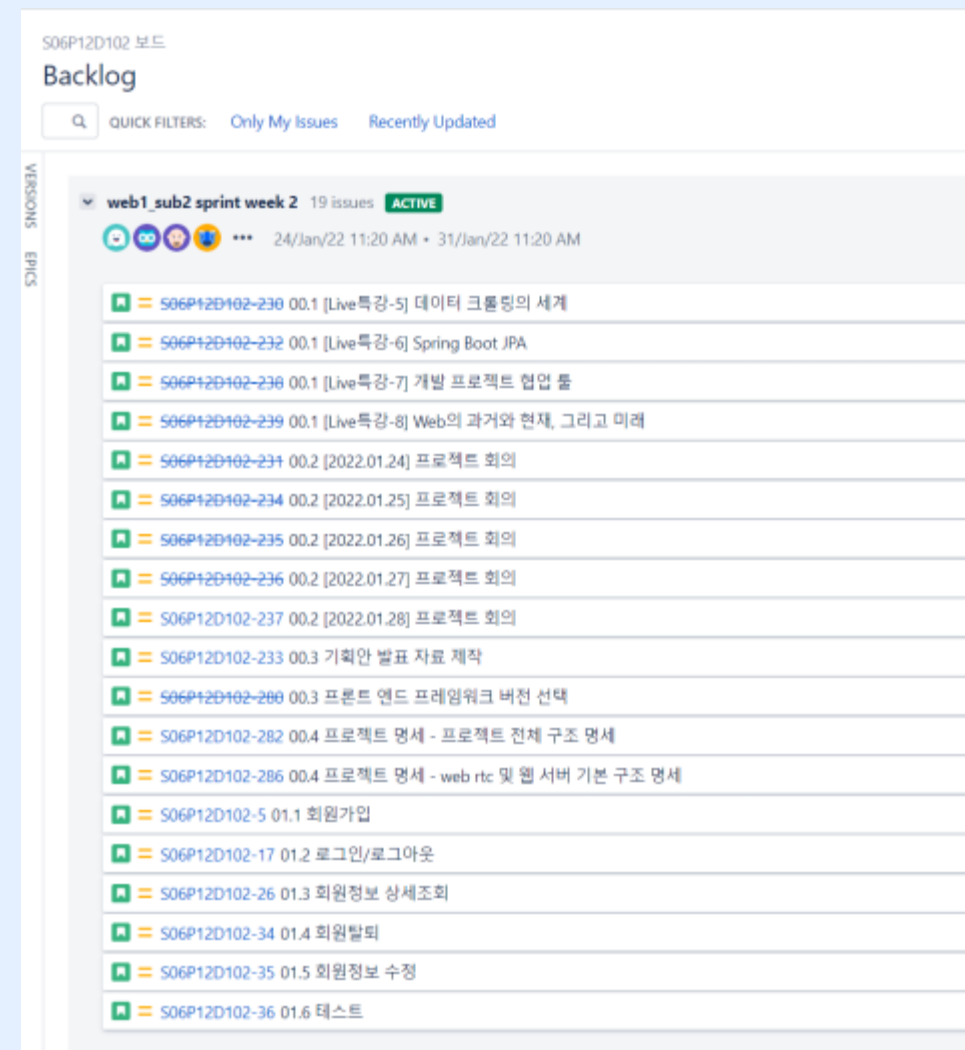 S06P12D102 보드
Backlog
QUICK FILTERS: Only My Issues Recently Updated
VERSIONS
EPICS
web1_sub2 sprint week 2 19 issues ACTIVE
••• 24/Jan/22 11:20 AM • 31/Jan/22 11:20 AM
S06P12D102-230 00.1 [Live특강-5] 데이터 크롤링의 세계
S06P12D102-232 00.1 [Live특강-6] Spring Boot JPA
S06P12D102-238 00.1 [Live특강-7] 개발 프로젝트 협업 툴
S06P12D102-239 00.1 [Live특강-8] Web의 과거와 현재, 그리고 미래
S06P12D102-231 00.2 [2022.01.24] 프로젝트 회의
S06P12D102-234 00.2 [2022.01.25] 프로젝트 회의
S06P12D102-235 00.2 [2022.01.26] 프로젝트 회의
S06P12D102-236 00.2 [2022.01.27] 프로젝트 회의
S06P12D102-237 00.2 [2022.01.28] 프로젝트 회의
S06P12D102-233 00.3 기획안 발표 자료 제작
S06P12D102-280 00.3 프론트 엔드 프레임워크 버전 선택
S06P12D102-282 00.4 프로젝트 명세 - 프로젝트 전체 구조 명세
S06P12D102-286 00.4 프로젝트 명세 - web rtc 및 웹 서버 기본 구조 명세
S06P12D102-5 01.1 회원가입
S06P12D102-17 01.2 로그인/로그아웃
S06P12D102-26 01.3 회원정보 상세조회
S06P12D102-34 01.4 회원탈퇴
S06P12D102-35 01.5 회원정보 수정
S06P12D102-36 01.6 테스트